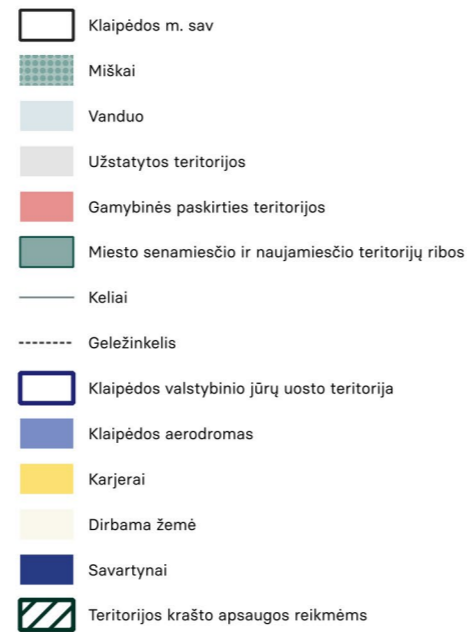 Klaipėdos m. sav
Miškai
Vanduo
Užstatytos teritorijos
Gamybinės paskirties teritorijos
Miesto senamiesčio ir naujamiesčio teritorijų ribos
Keliai
Geležinkelis
Klaipėdos valstybinio jūrų uosto teritorija
Klaipėdos aerodromas
Karjerai
Dirbama žemė
Savartynai
Teritorijos krašto apsaugos reikmėms